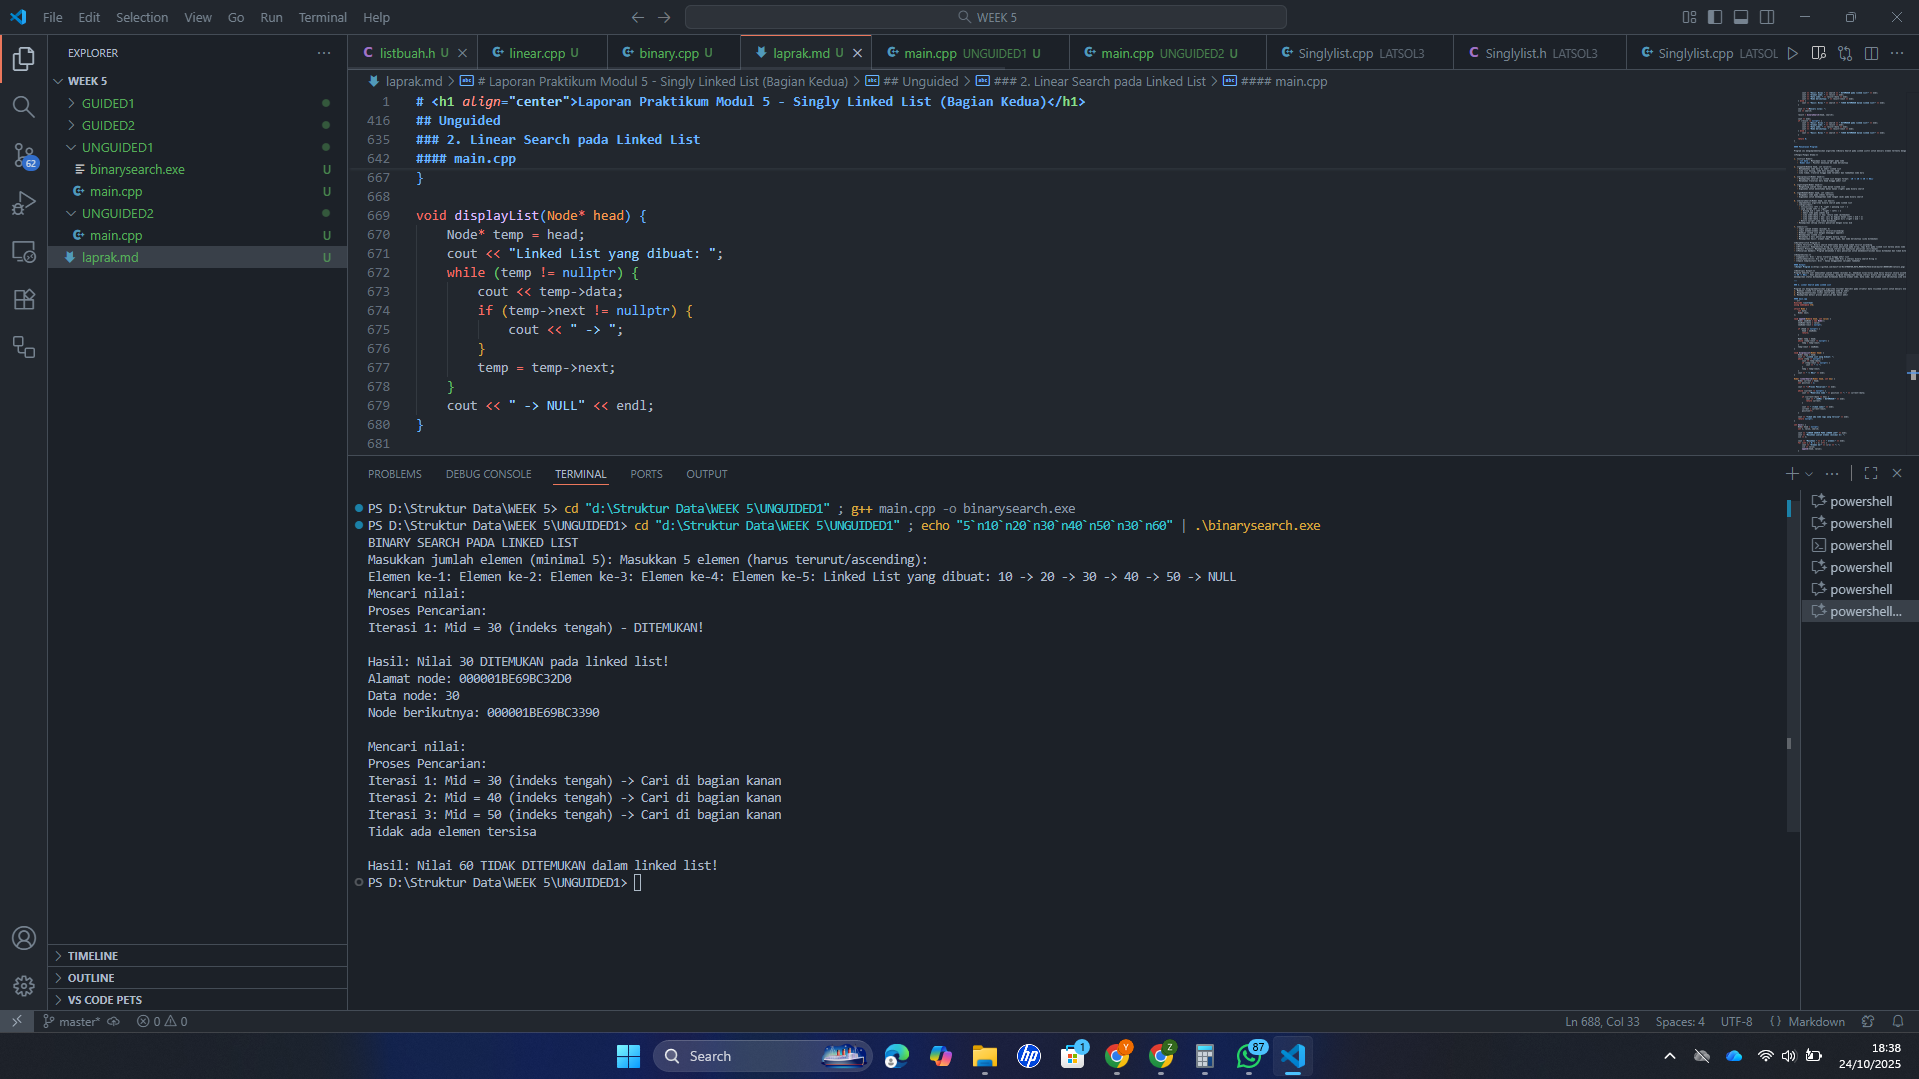 File Edit Selection View Go Run Terminal Help
WEEK 5
EXPLORER
listbuah.h U
linear.cpp U
binary.cpp U
laprak.md U
main.cpp UNGUIDED1 U
main.cpp UNGUIDED2 U
Singlylist.cpp LATSOL3
Singlylist.h LATSOL3
Singlylist.cpp LATSOL
WEEK 5
GUIDED1
GUIDED2
UNGUIDED1
binarysearch.exe U
main.cpp U
UNGUIDED2
main.cpp U
laprak.md U
62
laprak.md > # Laporan Praktikum Modul 5 - Singly Linked List (Bagian Kedua) > ## Unguided > ### 2. Linear Search pada Linked List > #### main.cpp
1 # <h1 align="center">Laporan Praktikum Modul 5 - Singly Linked List (Bagian Kedua)</h1>
416 ## Unguided
635 ### 2. Linear Search pada Linked List
642 #### main.cpp
667 }
668
669 void displayList(Node* head) {
670 Node* temp = head;
671 cout << "Linked List yang dibuat: ";
672 while (temp != nullptr) {
673 cout << temp->data;
674 if (temp->next != nullptr) {
675 cout << " -> ";
676 }
677 temp = temp->next;
678 }
679 cout << " -> NULL" << endl;
680 }
681
PROBLEMS DEBUG CONSOLE TERMINAL PORTS OUTPUT
PS D:\Struktur Data\WEEK 5> cd "d:\Struktur Data\WEEK 5\UNGUIDED1" ; g++ main.cpp -o binarysearch.exe
PS D:\Struktur Data\WEEK 5\UNGUIDED1> cd "d:\Struktur Data\WEEK 5\UNGUIDED1" ; echo "5`n10`n20`n30`n40`n50`n30`n60" | .\binarysearch.exe
BINARY SEARCH PADA LINKED LIST
Masukkan jumlah elemen (minimal 5): Masukkan 5 elemen (harus terurut/ascending):
Elemen ke-1: Elemen ke-2: Elemen ke-3: Elemen ke-4: Elemen ke-5: Linked List yang dibuat: 10 -> 20 -> 30 -> 40 -> 50 -> NULL
Mencari nilai:
Proses Pencarian:
Iterasi 1: Mid = 30 (indeks tengah) - DITEMUKAN!
Hasil: Nilai 30 DITEMUKAN pada linked list!
Alamat node: 000001BE69BC32D0
Data node: 30
Node berikutnya: 000001BE69BC3390
Mencari nilai:
Proses Pencarian:
Iterasi 1: Mid = 30 (indeks tengah) -> Cari di bagian kanan
Iterasi 2: Mid = 40 (indeks tengah) -> Cari di bagian kanan
Iterasi 3: Mid = 50 (indeks tengah) -> Cari di bagian kanan
Tidak ada elemen tersisa
Hasil: Nilai 60 TIDAK DITEMUKAN dalam linked list!
PS D:\Struktur Data\WEEK 5\UNGUIDED1>
powershell
powershell
powershell
powershell
powershell
powershell...
TIMELINE
OUTLINE
VS CODE PETS
master* 0 0
Ln 688, Col 33 Spaces: 4 UTF-8 {} Markdown
Search
1
Y
Z
87
18:38
24/10/2025